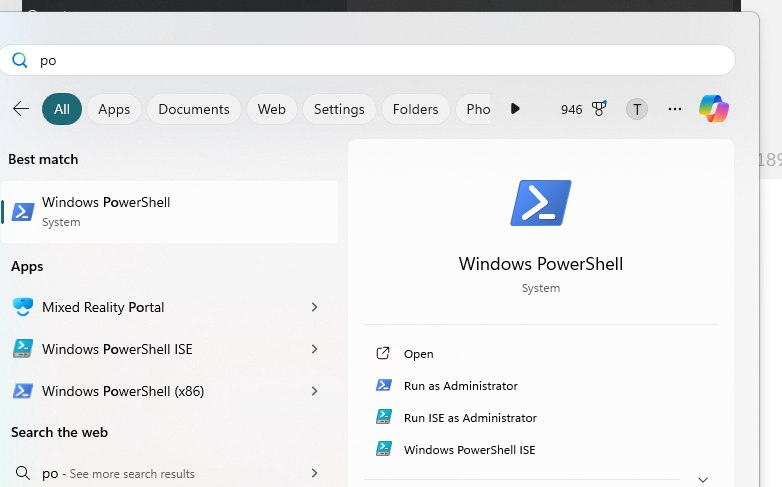 po
All Apps Documents Web Settings Folders Pho 946 T
Best match
Windows PowerShell
System
Apps
Mixed Reality Portal
Windows PowerShell ISE
Windows PowerShell (x86)
Search the web
po - See more search results
Windows PowerShell
System
Open
Run as Administrator
Run ISE as Administrator
Windows PowerShell ISE